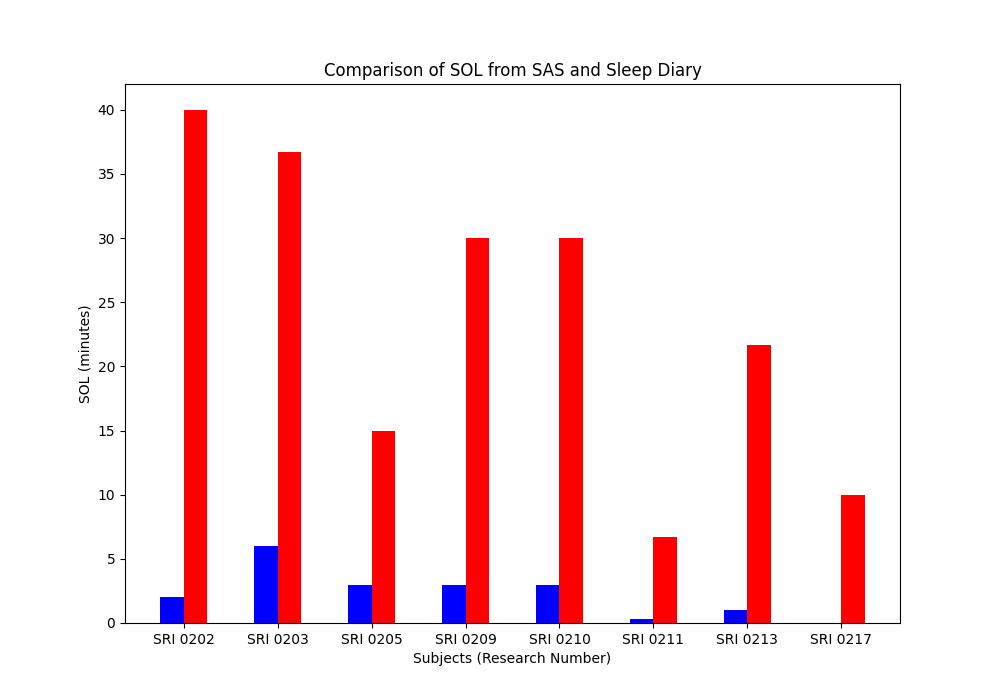 Comparison of SOL from SAS and Sleep Diary
40
35
30
25
20
15
10
5
0
SOL (minutes)
SRI 0202 SRI 0203 SRI 0205 SRI 0209 SRI 0210 SRI 0211 SRI 0213 SRI 0217
Subjects (Research Number)